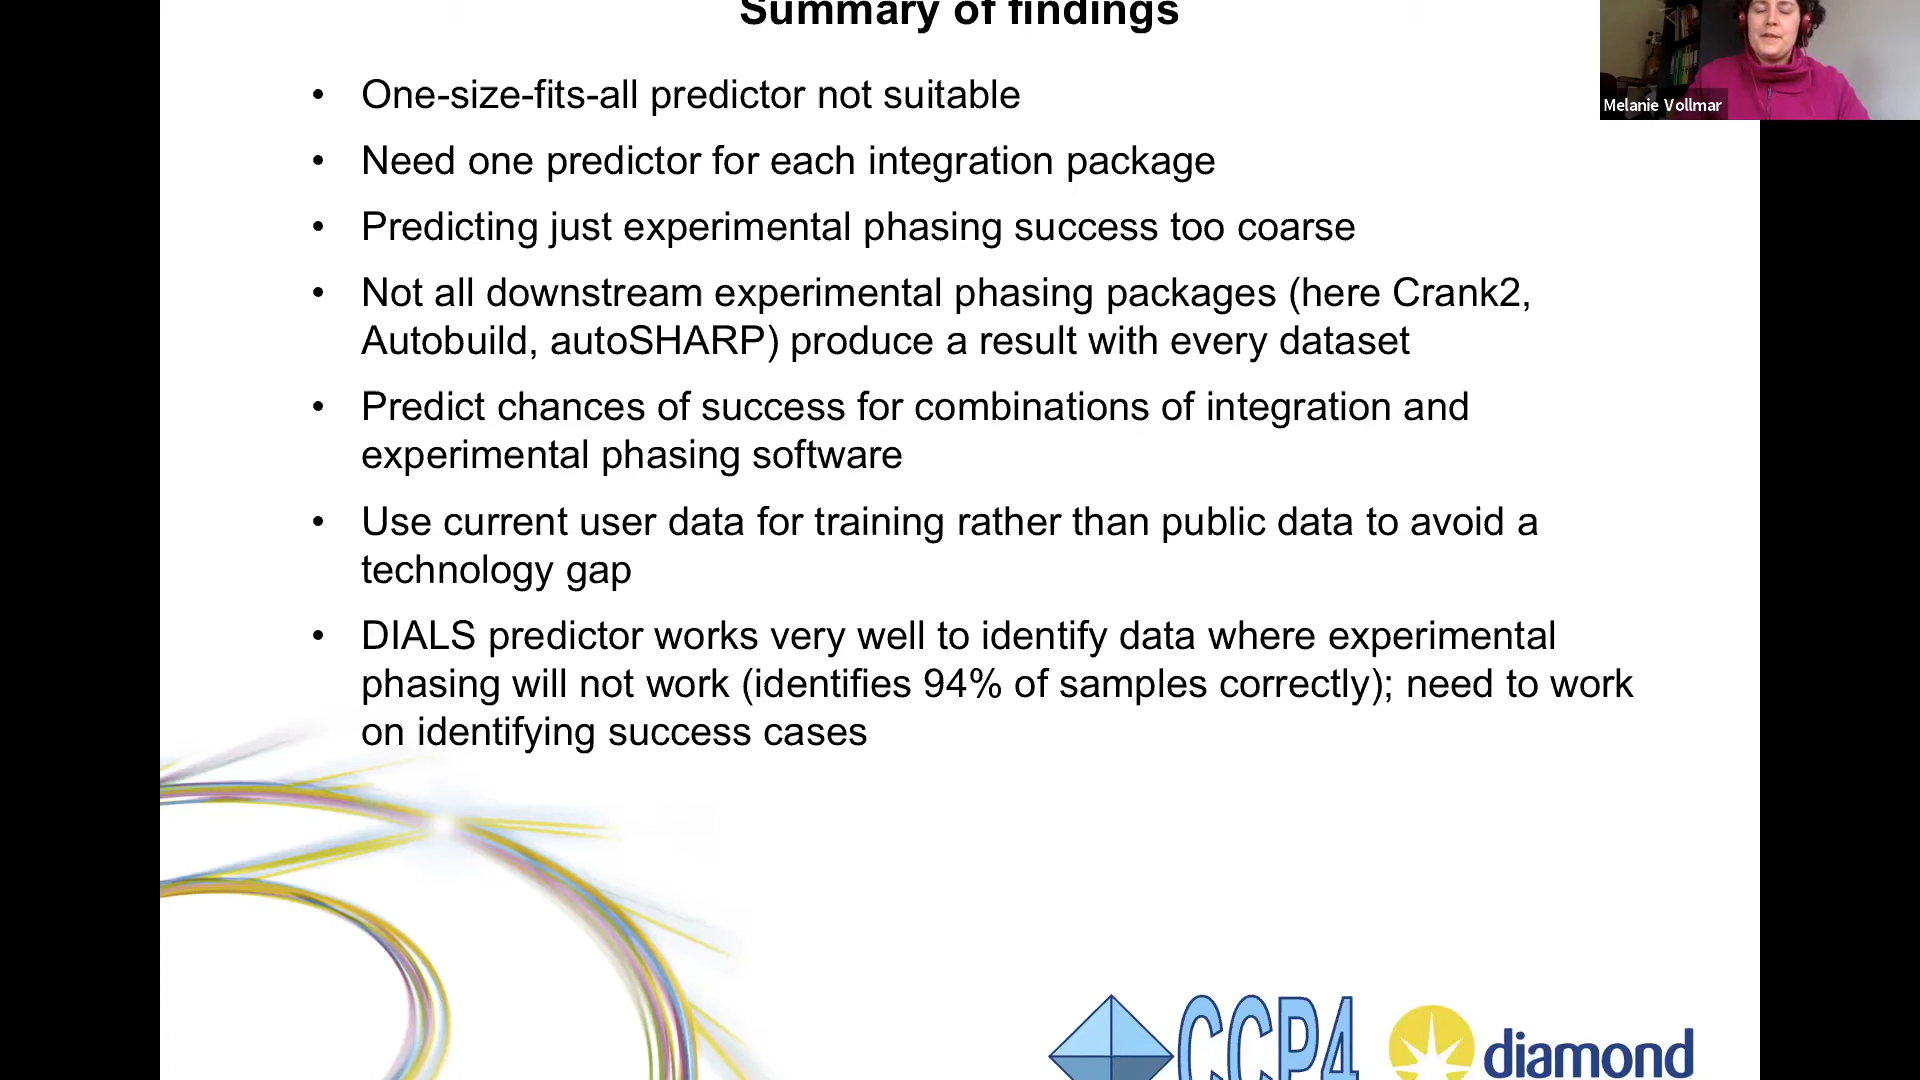 Summary of findings
Melanie Vollmar
• One-size-fits-all predictor not suitable
• Need one predictor for each integration package
• Predicting just experimental phasing success too coarse
• Not all downstream experimental phasing packages (here Crank2,
Autobuild, autoSHARP) produce a result with every dataset
• Predict chances of success for combinations of integration and
experimental phasing software
• Use current user data for training rather than public data to avoid a
technology gap
• DIALS predictor works very well to identify data where experimental
phasing will not work (identifies 94% of samples correctly); need to work
on identifying success cases
CCP4
diamond